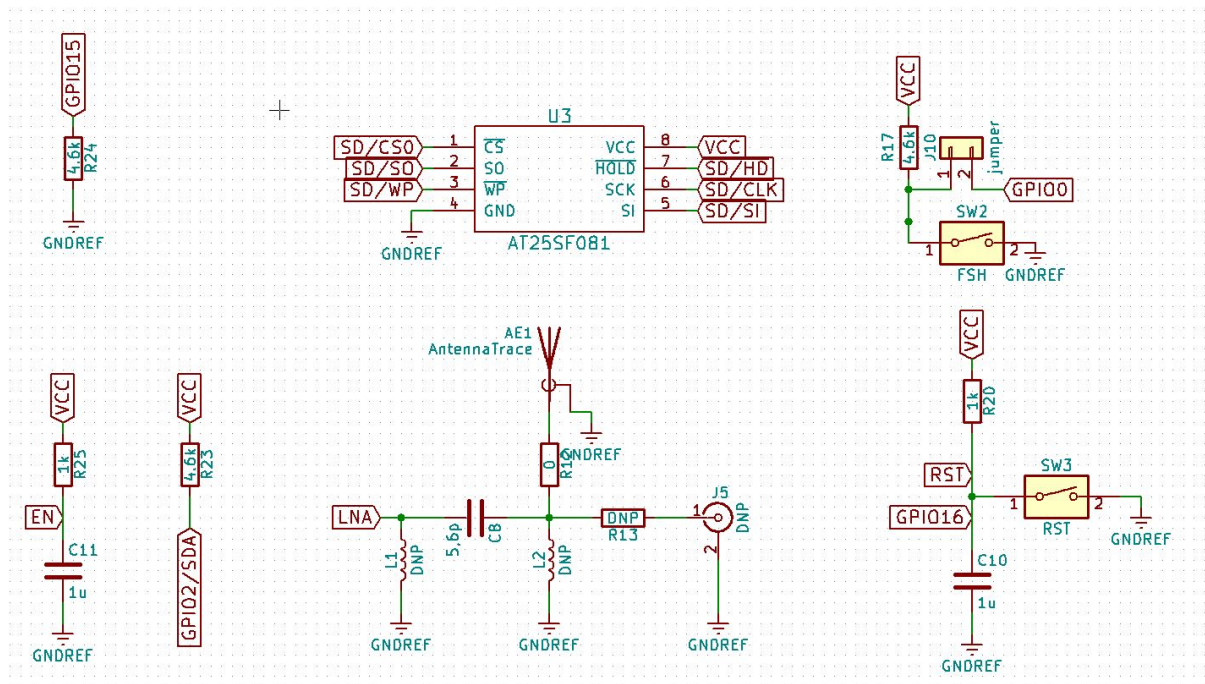 GPIO15
4.6k
R24
GNDREF
U3
SD/CS0
1
CS
VCC
8
VCC
SD/SO
2
SO
HOLD
7
SD/HD
SD/WP
3
WP
SCK
6
SD/CLK
4
GND
SI
5
SD/SI
GNDREF
AT25SF081
VCC
R17
4.6k
J10
jumper
1
2
GPIO0
SW2
1
2
FSH
GNDREF
AE1
AntennaTrace
GNDREF
0
LNA
L1
DNP
5,6p
C8
L2
DNP
DNP
R13
J5
1
DNP
2
GNDREF
GNDREF
GNDREF
VCC
1k
R25
EN
C11
1u
GNDREF
VCC
4.6k
R23
GPIO2/SDA
VCC
1k
R20
RST
GPIO16
SW3
1
2
RST
GNDREF
C10
1u
GNDREF